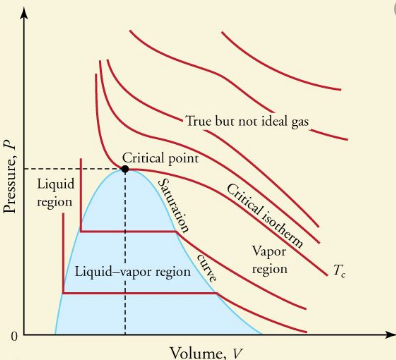 Pressure, P
True but not ideal gas
Critical point
Liquid
region
Saturation
curve
Critical isotherm
Vapor
region
Liquid–vapor region
Tc
0
Volume, V